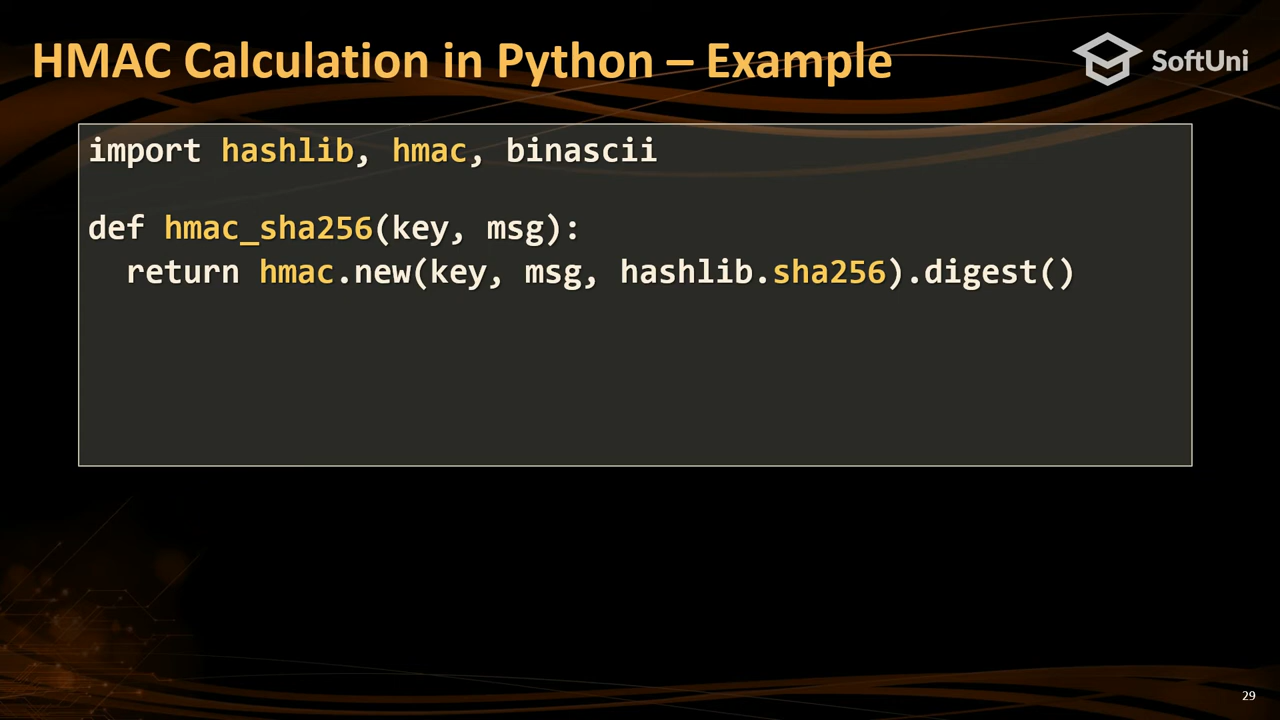 HMAC Calculation in Python – Example
SoftUni
import hashlib, hmac, binascii
def hmac_sha256(key, msg):
  return hmac.new(key, msg, hashlib.sha256).digest()
29